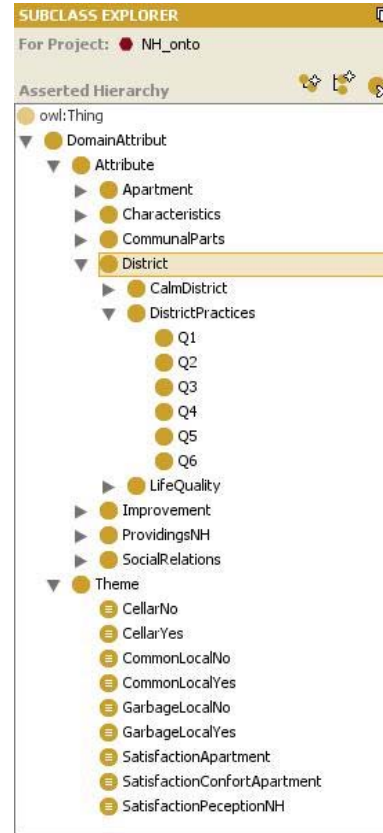 SUBCLASS EXPLORER
For Project: NH_onto
Asserted Hierarchy
owl:Thing
DomainAttribut
Attribute
Apartment
Characteristics
CommunalParts
District
CalmDistrict
DistrictPractices
Q1
Q2
Q3
Q4
Q5
Q6
LifeQuality
Improvement
ProvidingsNH
SocialRelations
Theme
CellarNo
CellarYes
CommonLocalNo
CommonLocalYes
GarbageLocalNo
GarbageLocalYes
SatisfactionApartment
SatisfactionConfortApartment
SatisfactionPeceptionNH